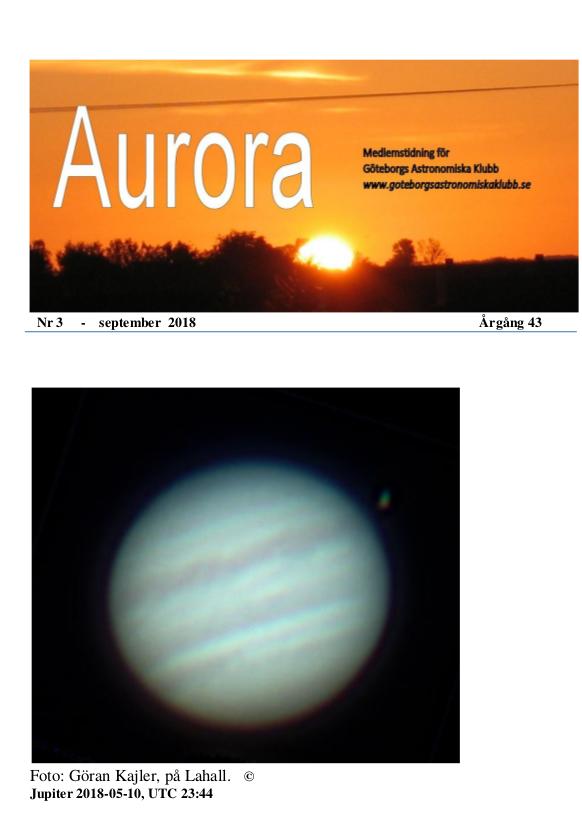 Aurora
Medlemstidning för
Göteborgs Astronomiska Klubb
www.goteborgsastronomiskaklubb.se
Nr 3 - september 2018 Årgång 43
Foto: Göran Kajler, på Lahall. ©
Jupiter 2018-05-10, UTC 23:44